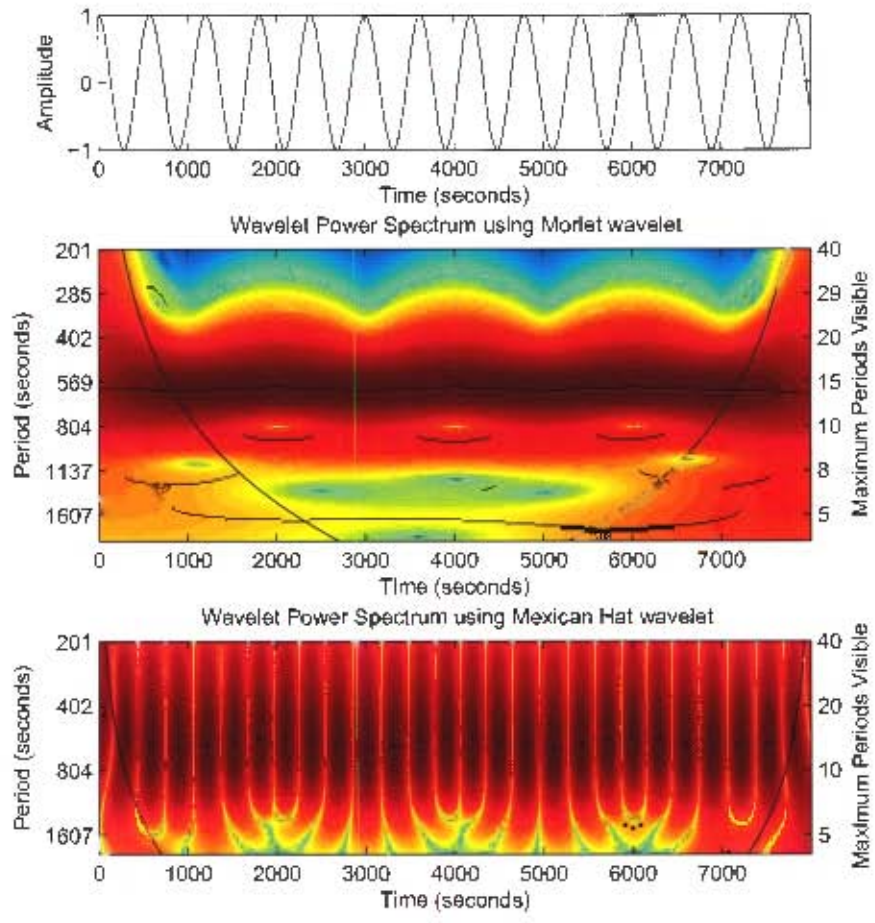 Amplitude
1
0
−1
0 1000 2000 3000 4000 5000 6000 7000
Time (seconds)
Wavelet Power Spectrum using Morlet wavelet
Period (seconds)
201
285
402
569
804
1137
1607
40
29
20
15
10
8
5
Maximum Periods Visible
0 1000 2000 3000 4000 5000 6000 7000
Time (seconds)
Wavelet Power Spectrum using Mexican Hat wavelet
Period (seconds)
201
402
804
1607
40
20
10
5
Maximum Periods Visible
0 1000 2000 3000 4000 5000 6000 7000
Time (seconds)